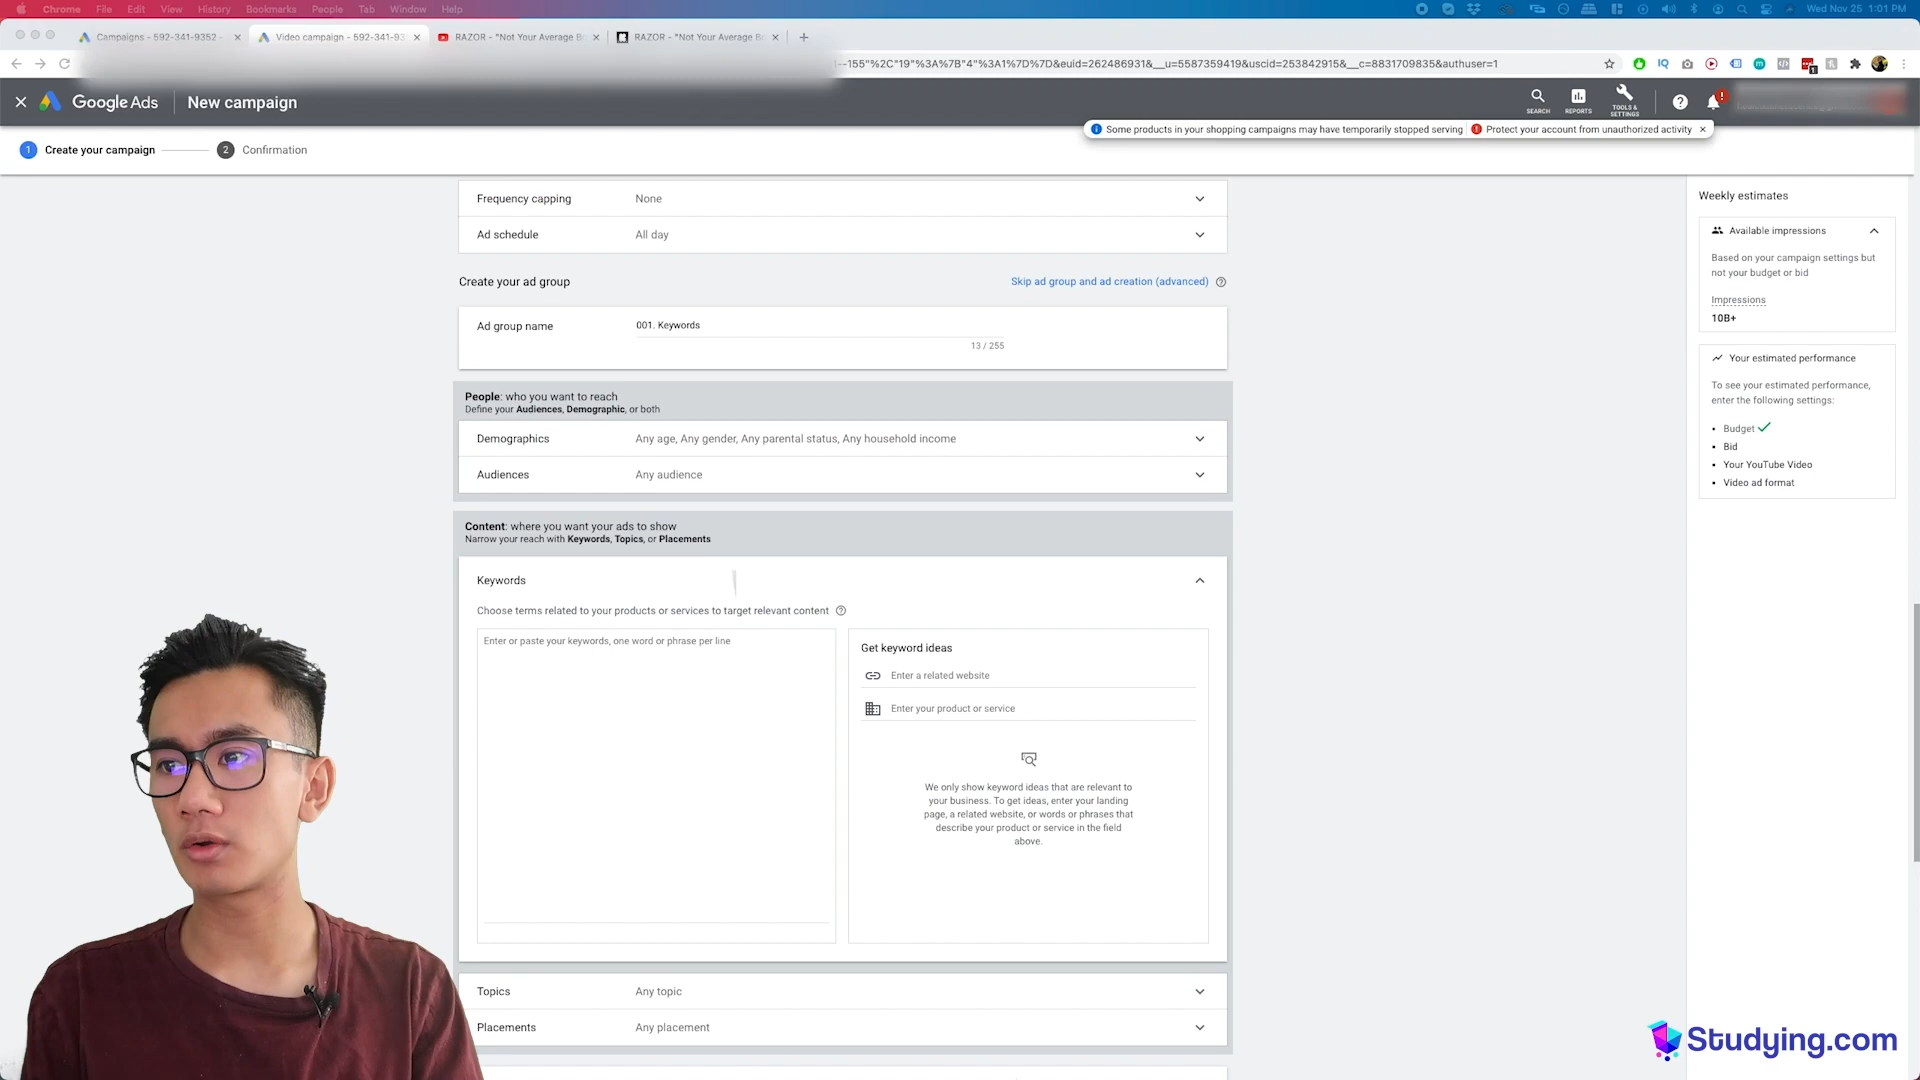 Chrome File Edit View History Bookmarks People Tab Window Help
Wed Nov 25 1:01 PM
Campaigns - 592-341-9352 -
Video campaign - 592-341-93
RAZOR - "Not Your Average B
RAZOR - "Not Your Average B
--155"%2C"19"%3A%7B"4"%3A1%7D%7D&euid=262486931&__u=5587359419&uscid=253842915&__c=8831709835&authuser=1
Google Ads
New campaign
SEARCH
REPORTS
TOOLS & SETTINGS
Some products in your shopping campaigns may have temporarily stopped serving
Protect your account from unauthorized activity
1 Create your campaign
2 Confirmation
Frequency capping None
Ad schedule All day
Create your ad group
Skip ad group and ad creation (advanced)
Ad group name 001. Keywords
13 / 255
People: who you want to reach
Define your Audiences, Demographic, or both
Demographics Any age, Any gender, Any parental status, Any household income
Audiences Any audience
Content: where you want your ads to show
Narrow your reach with Keywords, Topics, or Placements
Keywords
Choose terms related to your products or services to target relevant content
Enter or paste your keywords, one word or phrase per line
Get keyword ideas
Enter a related website
Enter your product or service
We only show keyword ideas that are relevant to
your business. To get ideas, enter your landing
page, a related website, or words or phrases that
describe your product or service in the field
above.
Topics Any topic
Placements Any placement
Weekly estimates
Available impressions
Based on your campaign settings but
not your budget or bid
Impressions
10B+
Your estimated performance
To see your estimated performance,
enter the following settings:
• Budget
• Bid
• Your YouTube Video
• Video ad format
Studying.com